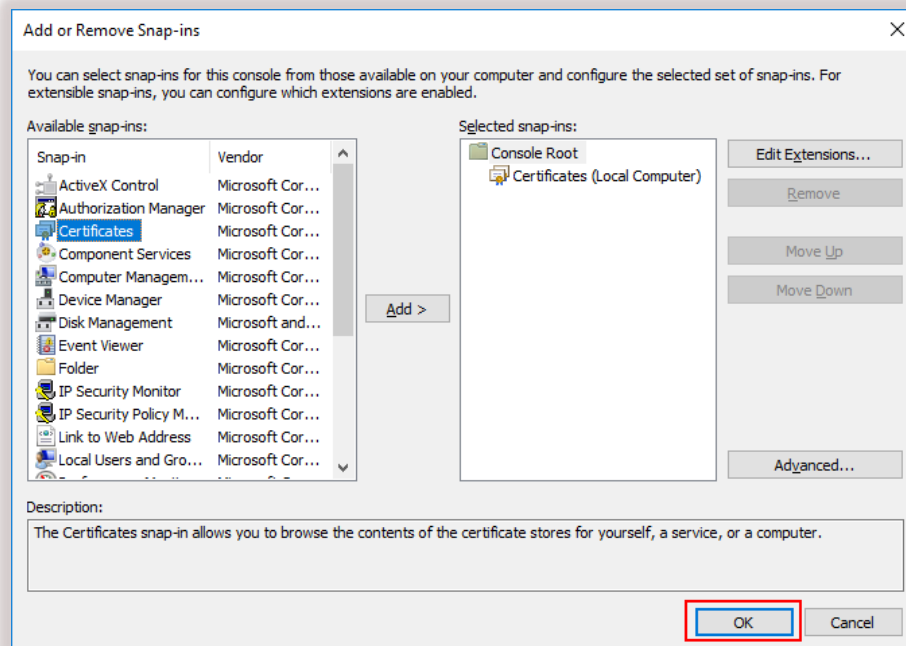 Add or Remove Snap-ins
You can select snap-ins for this console from those available on your computer and configure the selected set of snap-ins. For
extensible snap-ins, you can configure which extensions are enabled.
Available snap-ins:
Selected snap-ins:
Snap-in Vendor
ActiveX Control Microsoft Cor...
Authorization Manager Microsoft Cor...
Certificates Microsoft Cor...
Component Services Microsoft Cor...
Computer Managem... Microsoft Cor...
Device Manager Microsoft Cor...
Disk Management Microsoft and...
Event Viewer Microsoft Cor...
Folder Microsoft Cor...
IP Security Monitor Microsoft Cor...
IP Security Policy M... Microsoft Cor...
Link to Web Address Microsoft Cor...
Local Users and Gro... Microsoft Cor...
Add >
Console Root
Certificates (Local Computer)
Edit Extensions...
Remove
Move Up
Move Down
Advanced...
Description:
The Certificates snap-in allows you to browse the contents of the certificate stores for yourself, a service, or a computer.
OK
Cancel